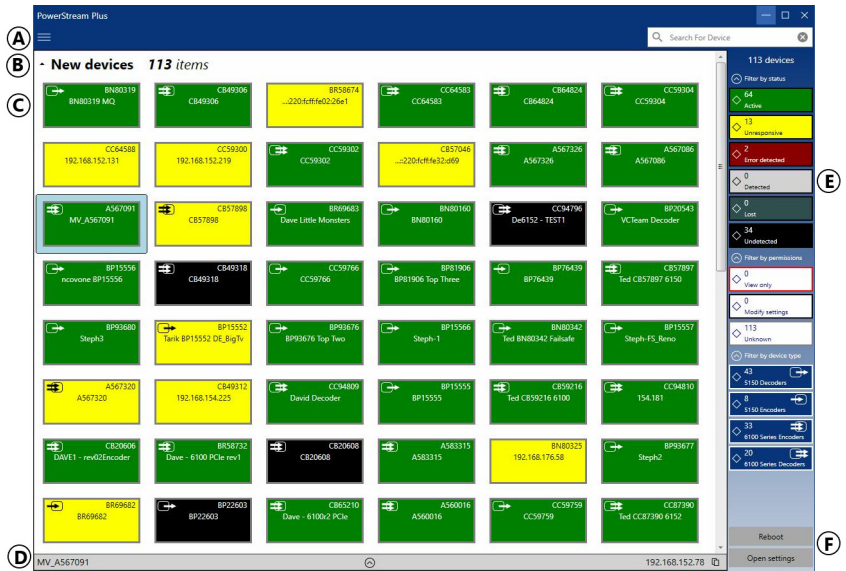 PowerStream Plus
A
Search For Device
B
New devices 113 items
113 devices
Filter by status
C
BN80319
BN80319 MQ
CB49306
CB49306
BR58674
...:220:fcff:fe02:26e1
CC64583
CC64583
CB64824
CB64824
CC59304
CC59304
64
Active
13
Unresponsive
CC64588
192.168.152.131
CC59300
192.168.152.219
CC59302
CC59302
CB57046
...::220:fcff:fe32:d69
A567326
A567326
A567086
A567086
2
Error detected
0
Detected
E
A567091
MV_A567091
CB57898
CB57898
BR69683
Dave Little Monsters
BN80160
BN80160
CC94796
De6152 - TEST1
BP20543
VCTeam Decoder
0
Lost
34
Undetected
BP15556
ncovone BP15556
CB49318
CB49318
CC59766
CC59766
BP81906
BP81906 Top Three
BP76439
BP76439
CB57897
Ted CB57897 6150
Filter by permissions
0
View only
0
Modify settings
BP93680
Steph3
BP15552
Tarik BP15552 DE_BigTv
BP93676
BP93676 Top Two
BP15566
Steph-1
BN80342
Ted BN80342 Failsafe
BP15557
Steph-FS_Reno
113
Unknown
Filter by device type
A567320
A567320
CB49312
192.168.154.225
CC94809
David Decoder
BP15555
BP15555
CB59216
Ted CB59216 6100
CC94810
154.181
43
5150 Decoders
8
5150 Encoders
CB20606
DAVE1 - rev02Encoder
BR58732
Dave - 6100 PCIe rev1
CB20608
CB20608
A583315
A583315
BN80325
192.168.176.58
BP93677
Steph2
33
6100 Series Encoders
20
6100 Series Decoders
BR69682
BR69682
BP22603
BP22603
CB65210
Dave - 6100r2 PCIe
A560016
A560016
CC59759
CC59759
CC87390
Ted CC87390 6152
Reboot
F
D
MV_A567091
192.168.152.78
Open settings